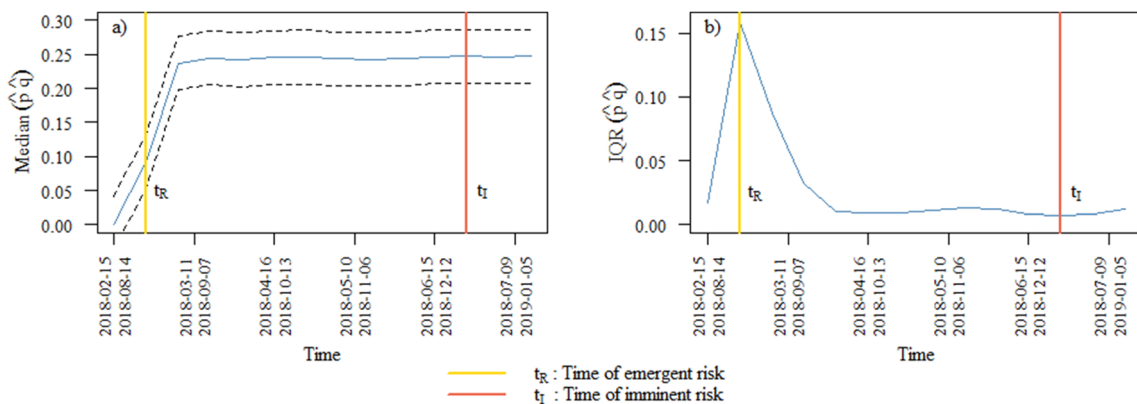 a)
Median (p̂ q)
0.30
0.25
0.20
0.15
0.10
0.05
0.00
tR
tI
2018-02-15
2018-08-14
2018-03-11
2018-09-07
2018-04-16
2018-10-13
2018-05-10
2018-11-06
2018-06-15
2018-12-12
2018-07-09
2019-01-05
Time
b)
IQR (p̂ q)
0.15
0.10
0.05
0.00
tR
tI
2018-02-15
2018-08-14
2018-03-11
2018-09-07
2018-04-16
2018-10-13
2018-05-10
2018-11-06
2018-06-15
2018-12-12
2018-07-09
2019-01-05
Time
tR : Time of emergent risk
tI : Time of imminent risk